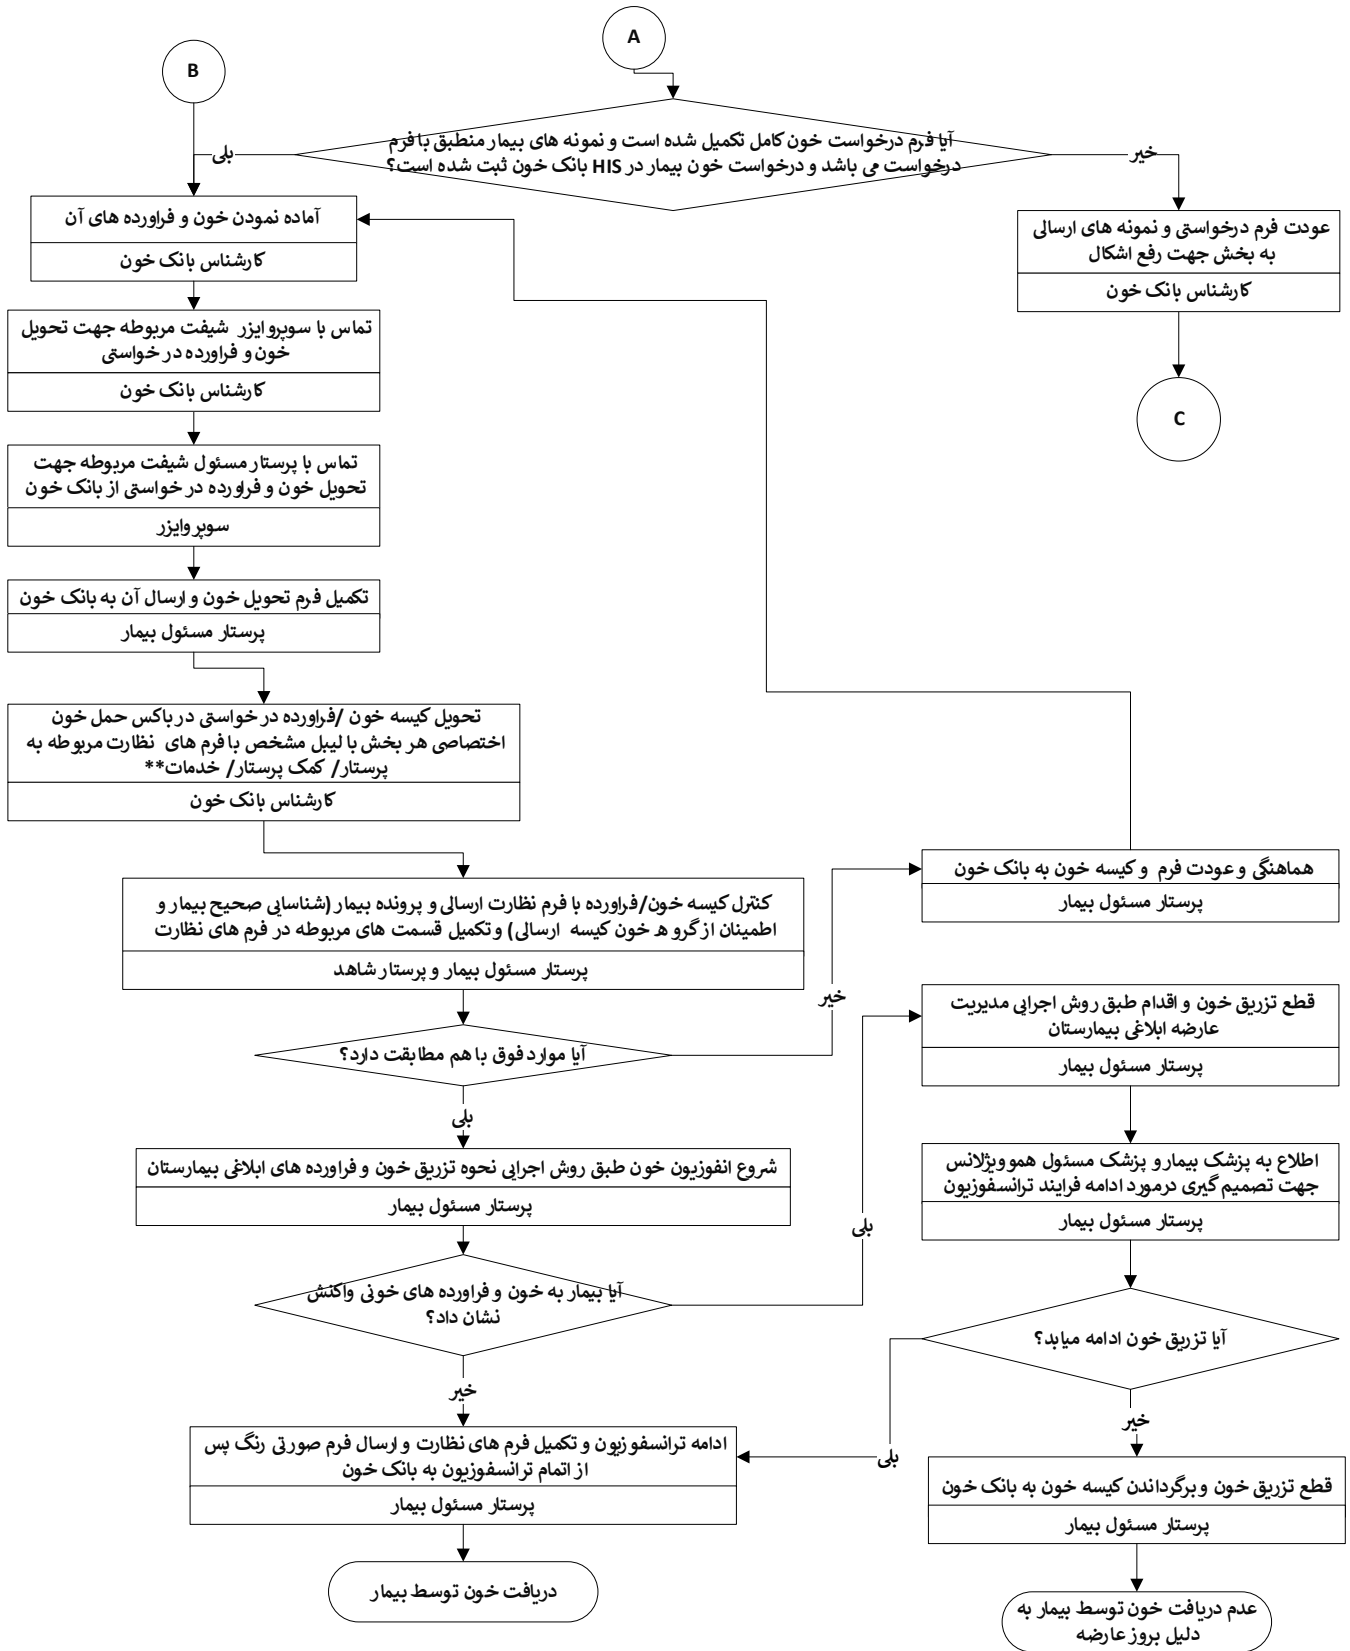 A
B
آیا فرم درخواست خون کامل تکمیل شده است و نمونه های بیمار منطبق با فرم
درخواست می باشد و درخواست خون بیمار در HIS بانک خون ثبت شده است؟
بلی
خیر
آماده نمودن خون و فراورده های آن
کارشناس بانک خون
عودت فرم درخواستی و نمونه های ارسالی
به بخش جهت رفع اشکال
کارشناس بانک خون
C
تماس با سوپروایزر شیفت مربوطه جهت تحویل
خون و فراورده در خواستی
کارشناس بانک خون
تماس با پرستار مسئول شیفت مربوطه جهت
تحویل خون و فراورده در خواستی از بانک خون
سوپروایزر
تکمیل فرم تحویل خون و ارسال آن به بانک خون
پرستار مسئول بیمار
تحویل کیسه خون /فراورده در خواستی در باکس حمل خون
اختصاصی هر بخش با لیبل مشخص با فرم های نظارت مربوطه به
پرستار/ کمک پرستار/ خدمات**
کارشناس بانک خون
هماهنگی و عودت فرم و کیسه خون به بانک خون
پرستار مسئول بیمار
کنترل کیسه خون/فراورده با فرم نظارت ارسالی و پرونده بیمار (شناسایی صحیح بیمار و
اطمینان از گروه خون کیسه ارسالی) و تکمیل قسمت های مربوطه در فرم های نظارت
پرستار مسئول بیمار و پرستار شاهد
خیر
آیا موارد فوق با هم مطابقت دارد؟
بلی
قطع تزریق خون و اقدام طبق روش اجرایی مدیریت
عارضه ابلاغی بیمارستان
پرستار مسئول بیمار
شروع انفوزیون خون طبق روش اجرایی نحوه تزریق خون و فراورده های ابلاغی بیمارستان
پرستار مسئول بیمار
اطلاع به پزشک بیمار و پزشک مسئول هموویژلانس
جهت تصمیم گیری درمورد ادامه فرایند ترانسفوزیون
پرستار مسئول بیمار
بلی
آیا بیمار به خون و فراورده های خونی واکنش
نشان داد؟
خیر
آیا تزریق خون ادامه میابد؟
خیر
بلی
ادامه ترانسفوزیون و تکمیل فرم های نظارت و ارسال فرم صورتی رنگ پس
از اتمام ترانسفوزیون به بانک خون
پرستار مسئول بیمار
قطع تزریق خون و برگرداندن کیسه خون به بانک خون
پرستار مسئول بیمار
دریافت خون توسط بیمار
عدم دریافت خون توسط بیمار به
دلیل بروز عارضه